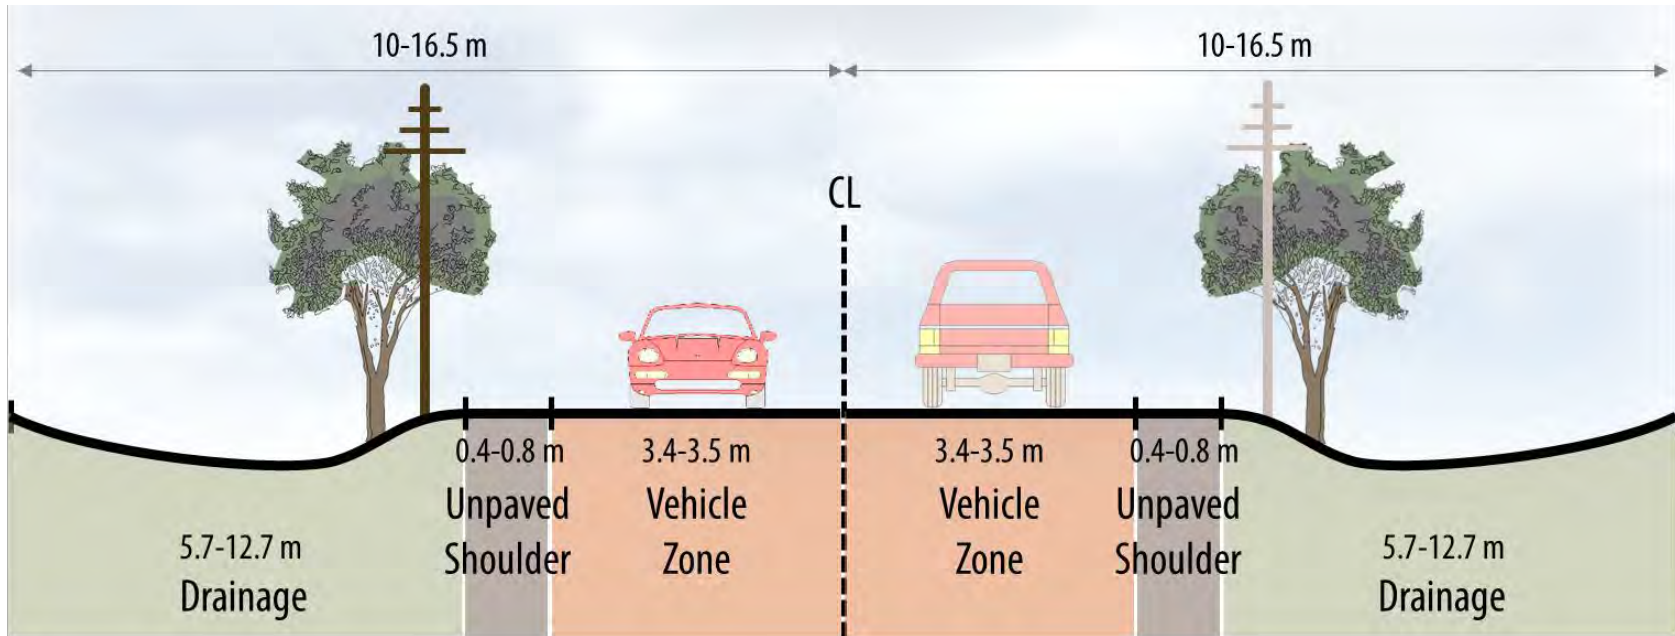 10-16.5 m
10-16.5 m
CL
0.4-0.8 m
Unpaved
Shoulder
3.4-3.5 m
Vehicle
Zone
3.4-3.5 m
Vehicle
Zone
0.4-0.8 m
Unpaved
Shoulder
5.7-12.7 m
Drainage
5.7-12.7 m
Drainage